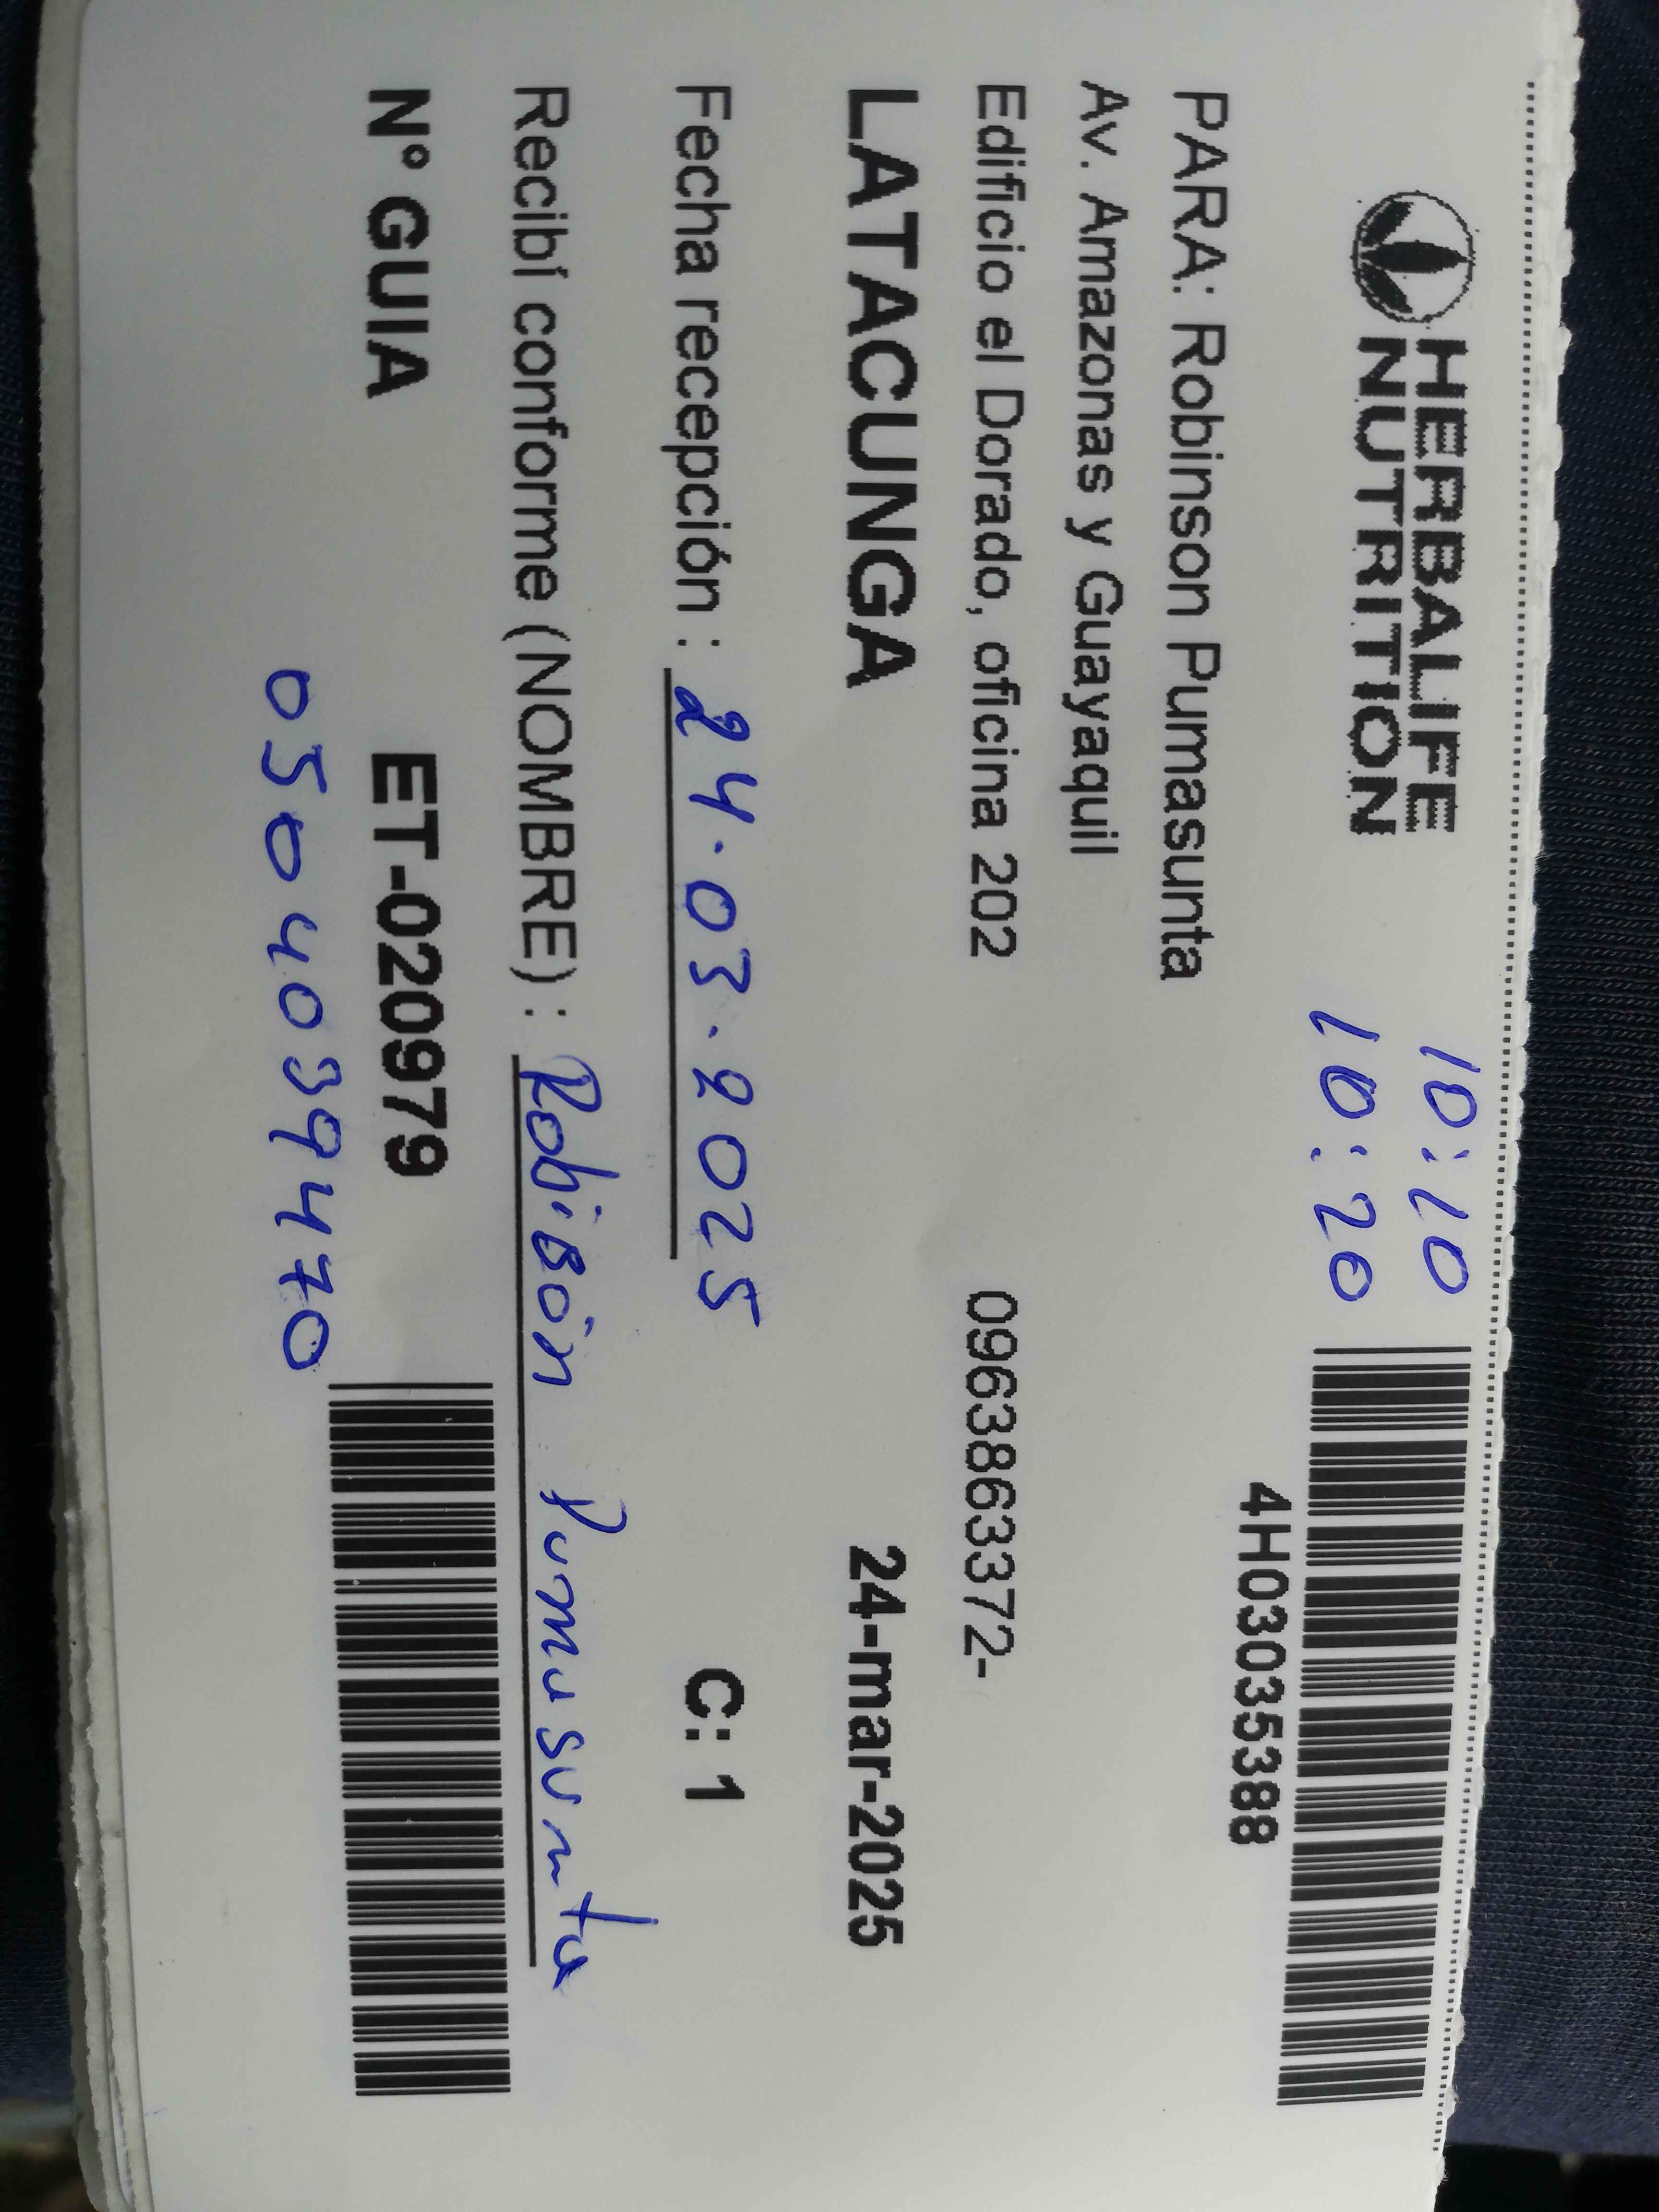 HERBALIFE
NUTRITION
10:10
10:20
4H03035388
PARA: Robinson Pumasunta
Av. Amazonas y Guayaquil
Edificio el Dorado, oficina 202 0963863372-
LATACUNGA 24-mar-2025
Fecha recepción : 24.03.2025 C: 1
Recibí conforme (NOMBRE) : Robinson Pumasunta
N° GUIA ET-020979
0504039470